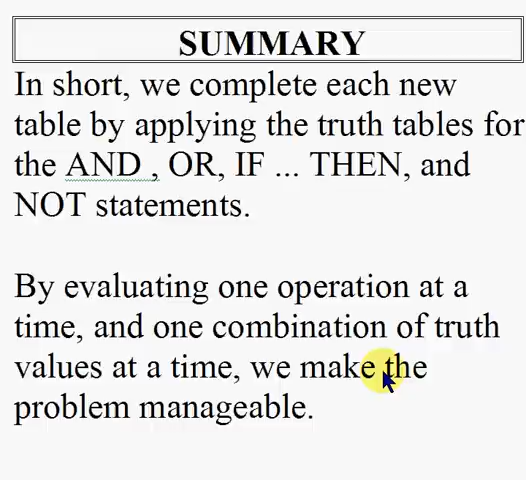 SUMMARY
In short, we complete each new
table by applying the truth tables for
the AND , OR, IF ... THEN, and
NOT statements.
By evaluating one operation at a
time, and one combination of truth
values at a time, we make the
problem manageable.